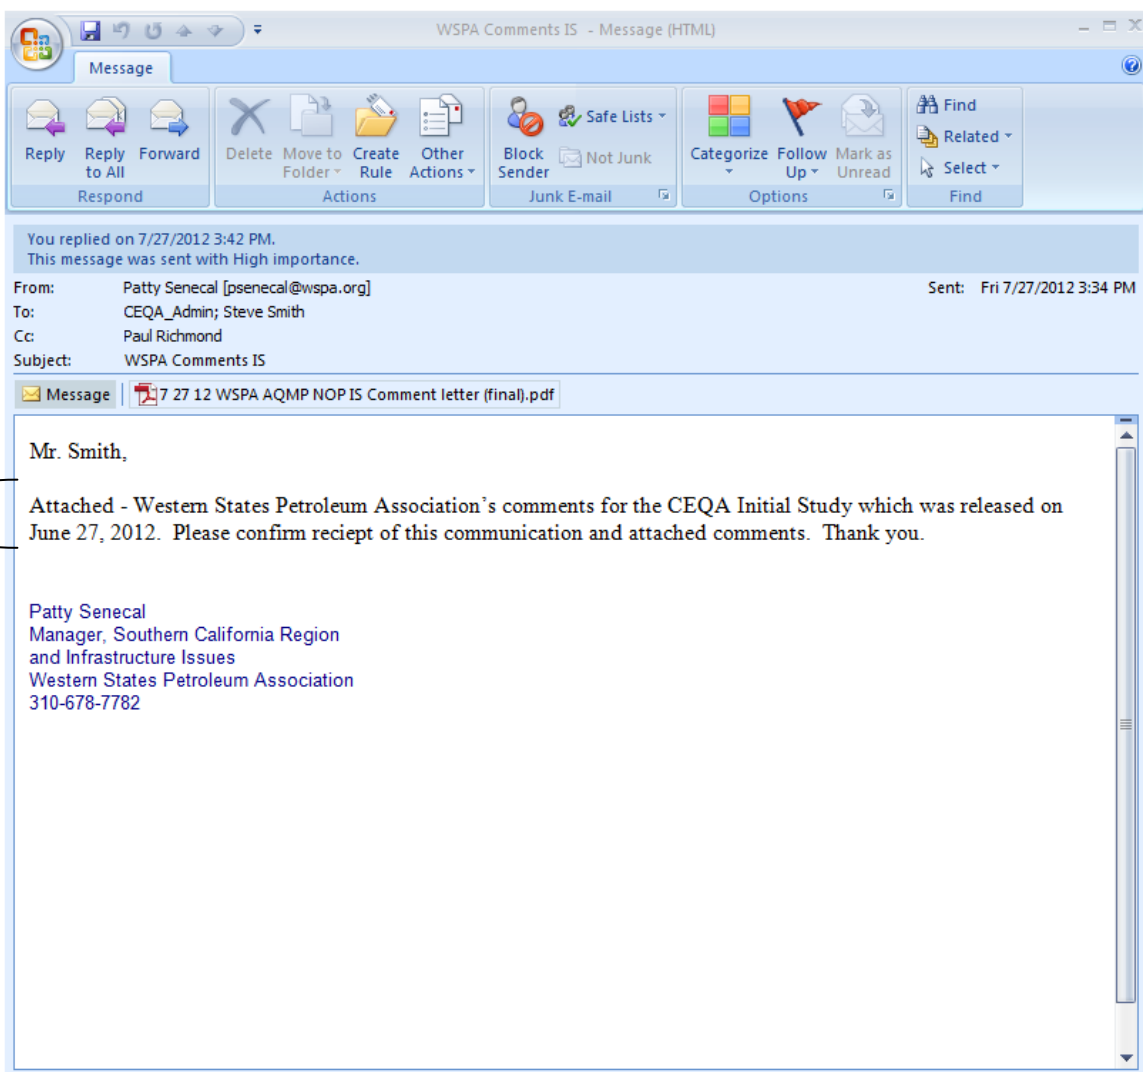 WSPA Comments IS - Message (HTML)
Message
Reply
Reply to All
Forward
Respond
Delete
Move to Folder
Create Rule
Other Actions
Actions
Block Sender
Safe Lists
Not Junk
Junk E-mail
Categorize
Follow Up
Mark as Unread
Options
Find
Related
Select
Find
You replied on 7/27/2012 3:42 PM.
This message was sent with High importance.
From: Patty Senecal [psenecal@wspa.org] Sent: Fri 7/27/2012 3:34 PM
To: CEQA_Admin; Steve Smith
Cc: Paul Richmond
Subject: WSPA Comments IS
Message 7 27 12 WSPA AQMP NOP IS Comment letter (final).pdf
Mr. Smith,
Attached - Western States Petroleum Association's comments for the CEQA Initial Study which was released on
June 27, 2012. Please confirm reciept of this communication and attached comments. Thank you.
Patty Senecal
Manager, Southern California Region
and Infrastructure Issues
Western States Petroleum Association
310-678-7782